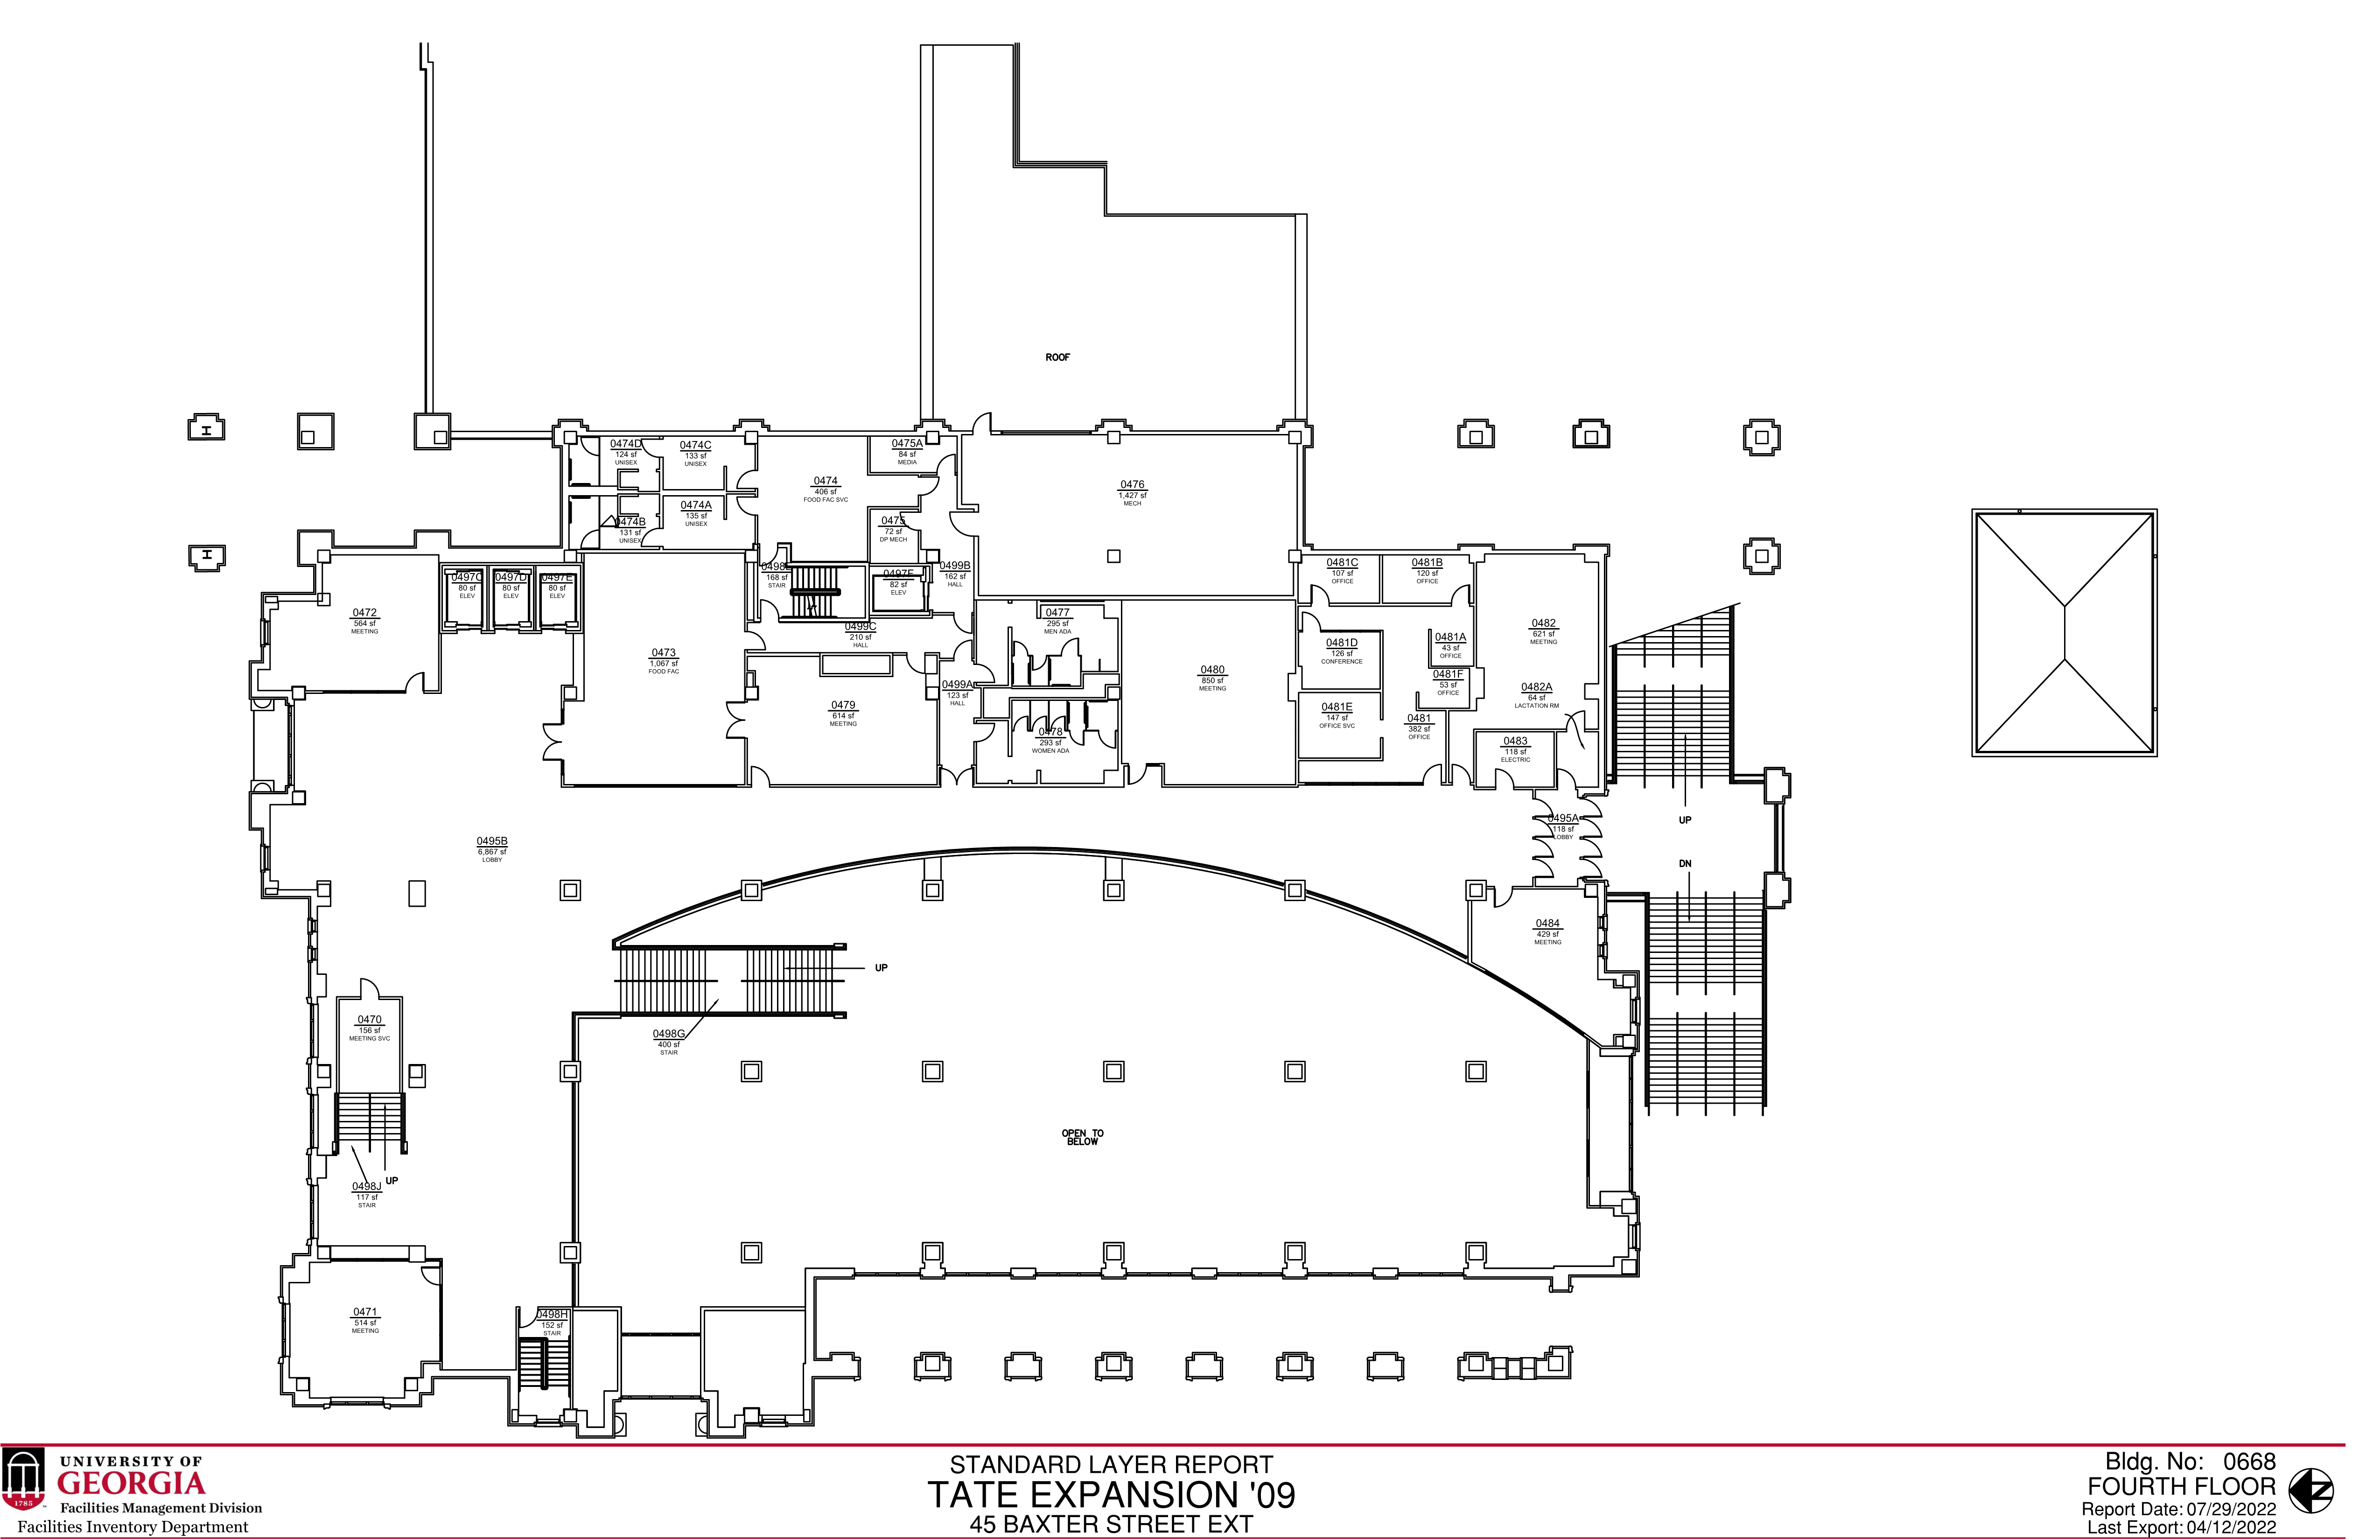 ROOF
0474D
124 sf
UNISEX
0474C
133 sf
UNISEX
0475A
84 sf
MEDIA
0474
406 sf
FOOD FAC SVC
0476
1,427 sf
MECH
0474A
135 sf
UNISEX
0474B
131 sf
UNISEX
0475
72 sf
DP MECH
H
H
0497C
80 sf
ELEV
0497D
80 sf
ELEV
0497E
80 sf
ELEV
168 sf
STAIR
0497F
82 sf
ELEV
0499B
162 sf
HALL
0481C
107 sf
OFFICE
0481B
120 sf
OFFICE
0472
564 sf
MEETING
0473
1,067 sf
FOOD FAC
0499C
210 sf
HALL
0477
295 sf
MEN ADA
0481D
126 sf
CONFERENCE
0481A
43 sf
OFFICE
0482
621 sf
MEETING
0480
850 sf
MEETING
0481F
53 sf
OFFICE
0499A
123 sf
HALL
0482A
64 sf
LACTATION RM
0479
614 sf
MEETING
0481E
147 sf
OFFICE SVC
0481
382 sf
OFFICE
0478
293 sf
WOMEN ADA
0483
118 sf
ELECTRIC
0495A
118 sf
LOBBY
UP
DN
0495B
6,867 sf
LOBBY
0484
429 sf
MEETING
UP
0498G
400 sf
STAIR
0470
156 sf
MEETING SVC
OPEN TO
BELOW
UP
0498J
117 sf
STAIR
0471
514 sf
MEETING
0498H
152 sf
STAIR
UNIVERSITY OF
GEORGIA
1785
Facilities Management Division
Facilities Inventory Department
STANDARD LAYER REPORT
TATE EXPANSION '09
45 BAXTER STREET EXT
Bldg. No: 0668
FOURTH FLOOR
Report Date: 07/29/2022
Last Export: 04/12/2022
Z